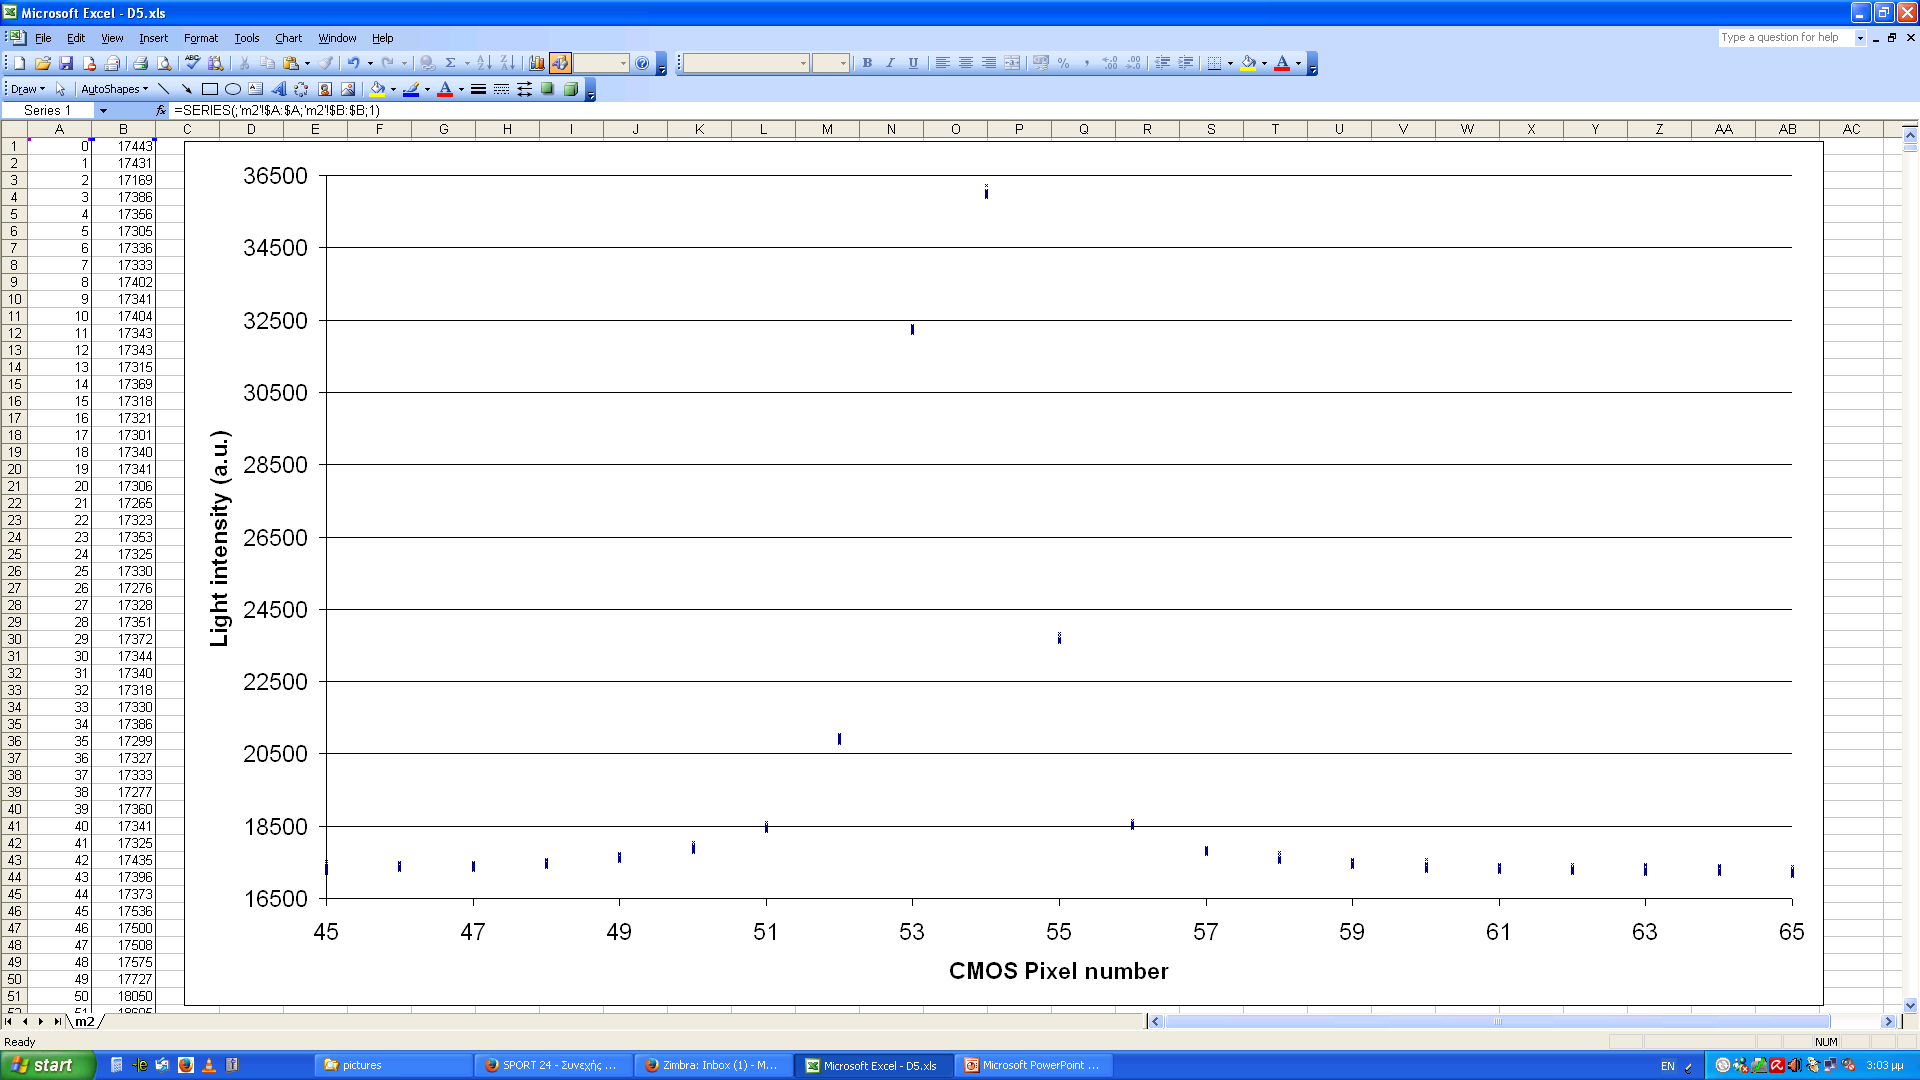 Microsoft Excel - D5.xls
File Edit View Insert Format Tools Chart Window Help
Type a question for help
Draw AutoShapes
Series 1 fx =SERIES(;'m2'!$A:$A;'m2'!$B:$B;1)
A B C D E F G H I J K L M N O P Q R S T U V W X Y Z AA AB AC
1 0 17443
2 1 17431
3 2 17169
4 3 17386
5 4 17356
6 5 17305
7 6 17336
8 7 17333
9 8 17402
10 9 17341
11 10 17404
12 11 17343
13 12 17343
14 13 17315
15 14 17369
16 15 17318
17 16 17321
18 17 17301
19 18 17340
20 19 17341
21 20 17306
22 21 17265
23 22 17323
24 23 17353
25 24 17325
26 25 17330
27 26 17276
28 27 17328
29 28 17351
30 29 17372
31 30 17344
32 31 17340
33 32 17318
34 33 17330
35 34 17386
36 35 17299
37 36 17327
38 37 17333
39 38 17277
40 39 17360
41 40 17341
42 41 17325
43 42 17435
44 43 17396
45 44 17373
46 45 17536
47 46 17500
48 47 17508
49 48 17575
50 49 17727
51 50 18050
36500
34500
32500
30500
28500
26500
24500
22500
20500
18500
16500
Light intensity (a.u.)
45 47 49 51 53 55 57 59 61 63 65
CMOS Pixel number
m2
Ready
NUM
start
pictures
SPORT 24 - Συνεχής ...
Zimbra: Inbox (1) - M...
Microsoft Excel - D5.xls
Microsoft PowerPoint ...
EN
3:03 μμ